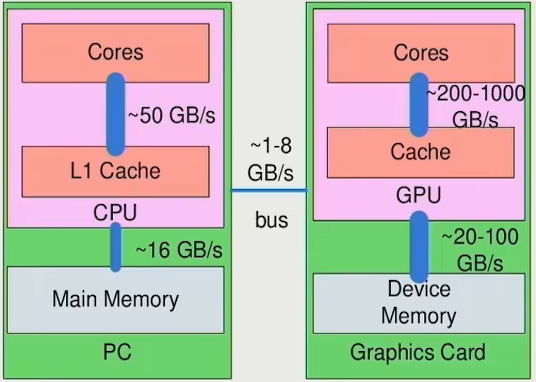 Cores
~50 GB/s
L1 Cache
CPU
~16 GB/s
Main Memory
PC
~1-8
GB/s
bus
Cores
~200-1000
GB/s
Cache
GPU
~20-100
GB/s
Device
Memory
Graphics Card